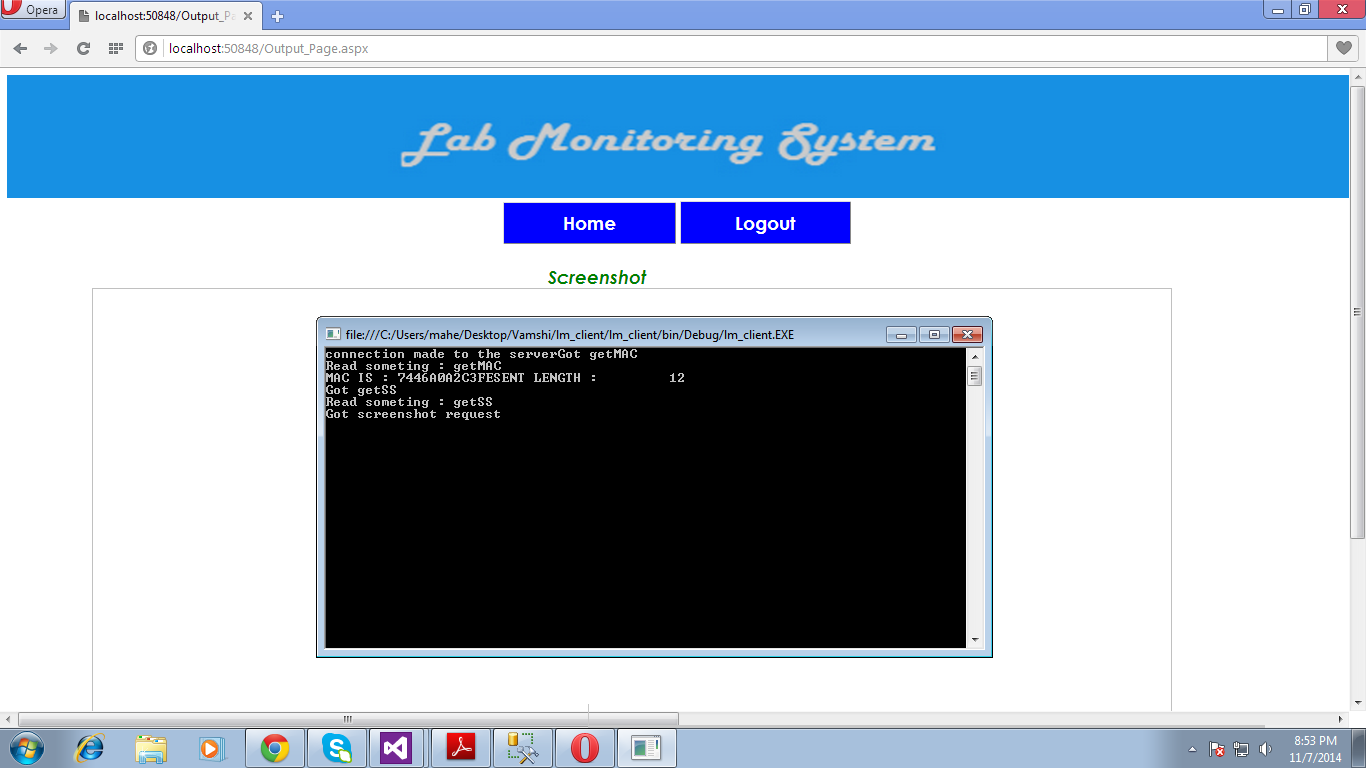 Opera
localhost:50848/Output_Pa
localhost:50848/Output_Page.aspx
Lab Monitoring System
Home Logout
Screenshot
file:///C:/Users/mahe/Desktop/Vamshi/lm_client/lm_client/bin/Debug/lm_client.EXE
connection made to the serverGot getMAC
Read someting : getMAC
MAC IS : 7446A0A2C3FESENT LENGTH : 12
Got getSS
Read someting : getSS
Got screenshot request
8:53 PM
11/7/2014